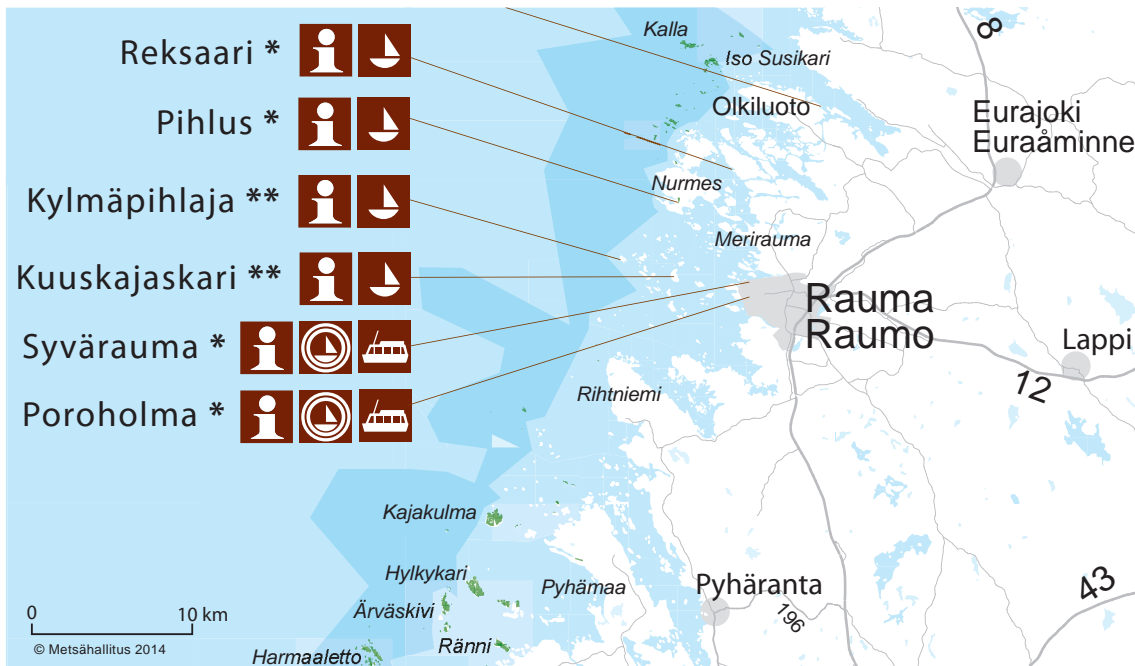 Reksaari *
Pihlus *
Kylmäpihlaja **
Kuuskajaskari **
Syvärauma *
Poroholma *
Kalla
Iso Susikari
8
Olkiluoto
Eurajoki
Euraåminne
Nurmes
Merirauma
Rauma
Raumo
Lappi
12
Rihtniemi
Kajakulma
Hylkykari
Pyhämaa
Pyhäranta
43
Ärväskivi
196
Ränni
Harmaaletto
0 10 km
© Metsähallitus 2014